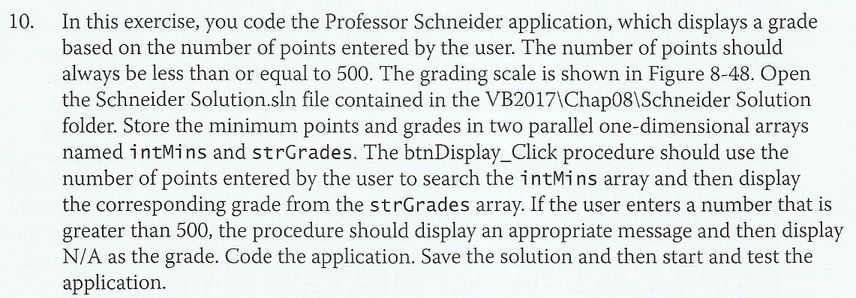 10. In this exercise, you code the Professor Schneider application, which displays a grade
based on the number of points entered by the user. The number of points should
always be less than or equal to 500. The grading scale is shown in Figure 8-48. Open
the Schneider Solution.sln file contained in the VB2017\Chap08\Schneider Solution
folder. Store the minimum points and grades in two parallel one-dimensional arrays
named intMins and strGrades. The btnDisplay_Click procedure should use the
number of points entered by the user to search the intMins array and then display
the corresponding grade from the strGrades array. If the user enters a number that is
greater than 500, the procedure should display an appropriate message and then display
N/A as the grade. Code the application. Save the solution and then start and test the
application.